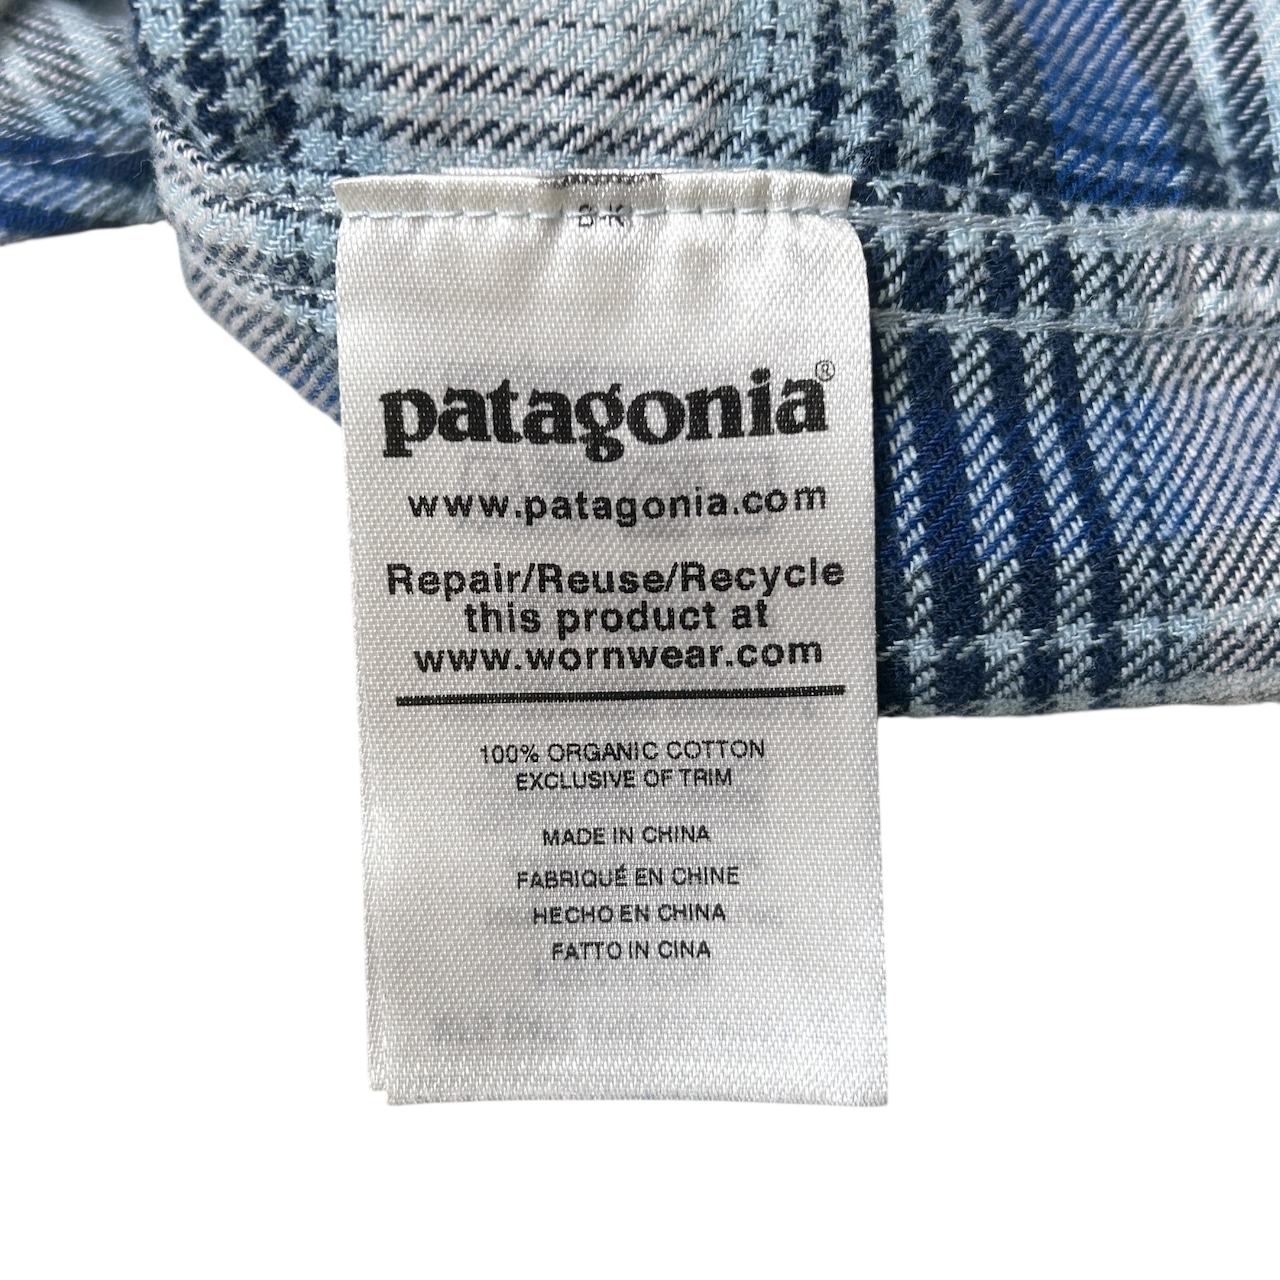 patagonia®
www.patagonia.com
Repair/Reuse/Recycle
this product at
www.wornwear.com
100% ORGANIC COTTON
EXCLUSIVE OF TRIM
MADE IN CHINA
FABRIQUÉ EN CHINE
HECHO EN CHINA
FATTO IN CINA